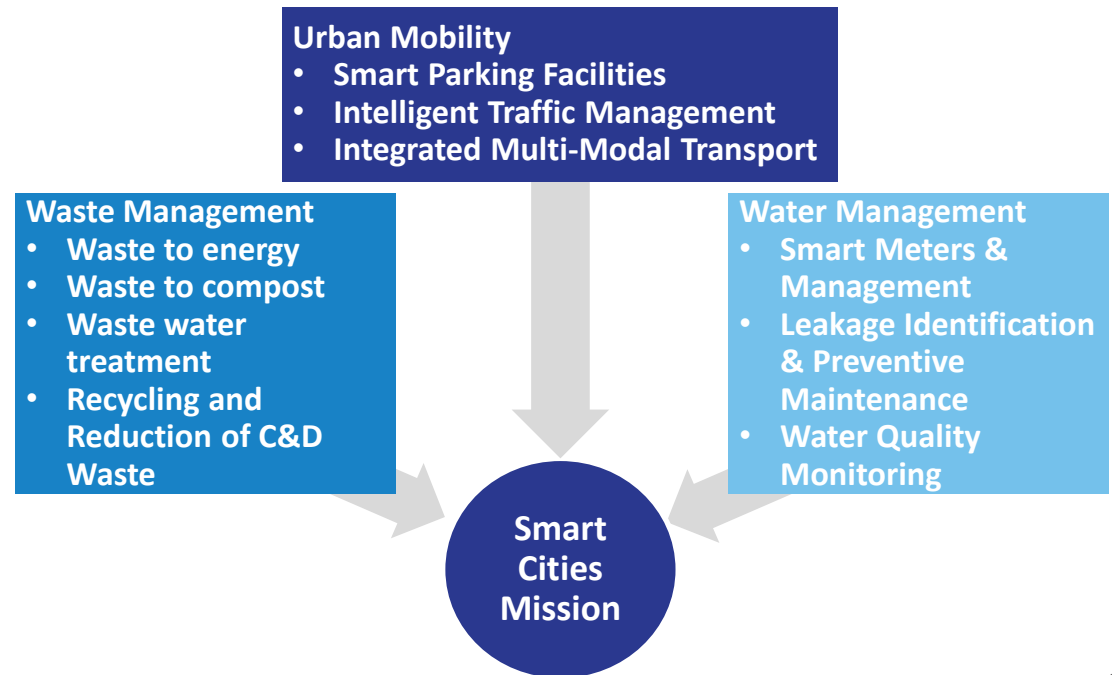 Urban Mobility
• Smart Parking Facilities
• Intelligent Traffic Management
• Integrated Multi-Modal Transport
Waste Management
• Waste to energy
• Waste to compost
• Waste water
treatment
• Recycling and
Reduction of C&D
Waste
Water Management
• Smart Meters &
Management
• Leakage Identification
& Preventive
Maintenance
• Water Quality
Monitoring
Smart
Cities
Mission